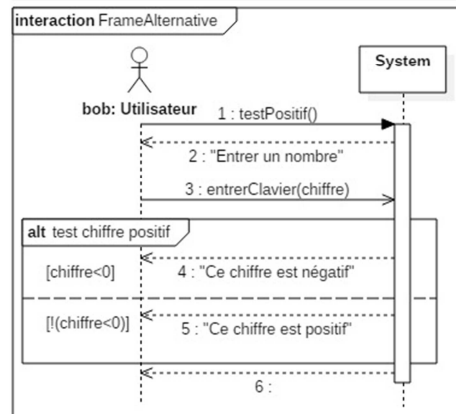 interaction FrameAlternative
System
bob: Utilisateur
1 : testPositif()
2 : "Entrer un nombre"
3 : entrerClavier(chiffre)
alt test chiffre positif
[chiffre<0]
4 : "Ce chiffre est négatif"
[!(chiffre<0)]
5 : "Ce chiffre est positif"
6 :